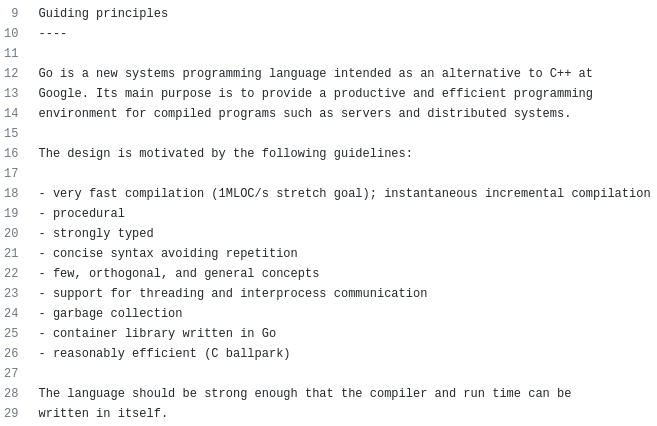 9 Guiding principles
10 ----
11
12 Go is a new systems programming language intended as an alternative to C++ at
13 Google. Its main purpose is to provide a productive and efficient programming
14 environment for compiled programs such as servers and distributed systems.
15
16 The design is motivated by the following guidelines:
17
18 - very fast compilation (1MLOC/s stretch goal); instantaneous incremental compilation
19 - procedural
20 - strongly typed
21 - concise syntax avoiding repetition
22 - few, orthogonal, and general concepts
23 - support for threading and interprocess communication
24 - garbage collection
25 - container library written in Go
26 - reasonably efficient (C ballpark)
27
28 The language should be strong enough that the compiler and run time can be
29 written in itself.